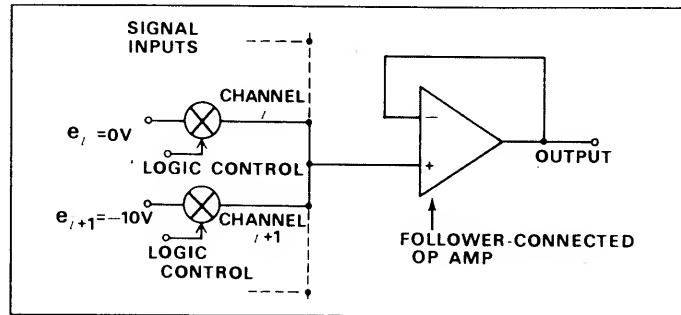 SIGNAL
INPUTS
CHANNEL
i
e i =0V
LOGIC CONTROL
e i+1=−10V
CHANNEL
i+1
LOGIC
CONTROL
−
+
OUTPUT
FOLLOWER-CONNECTED
OP AMP